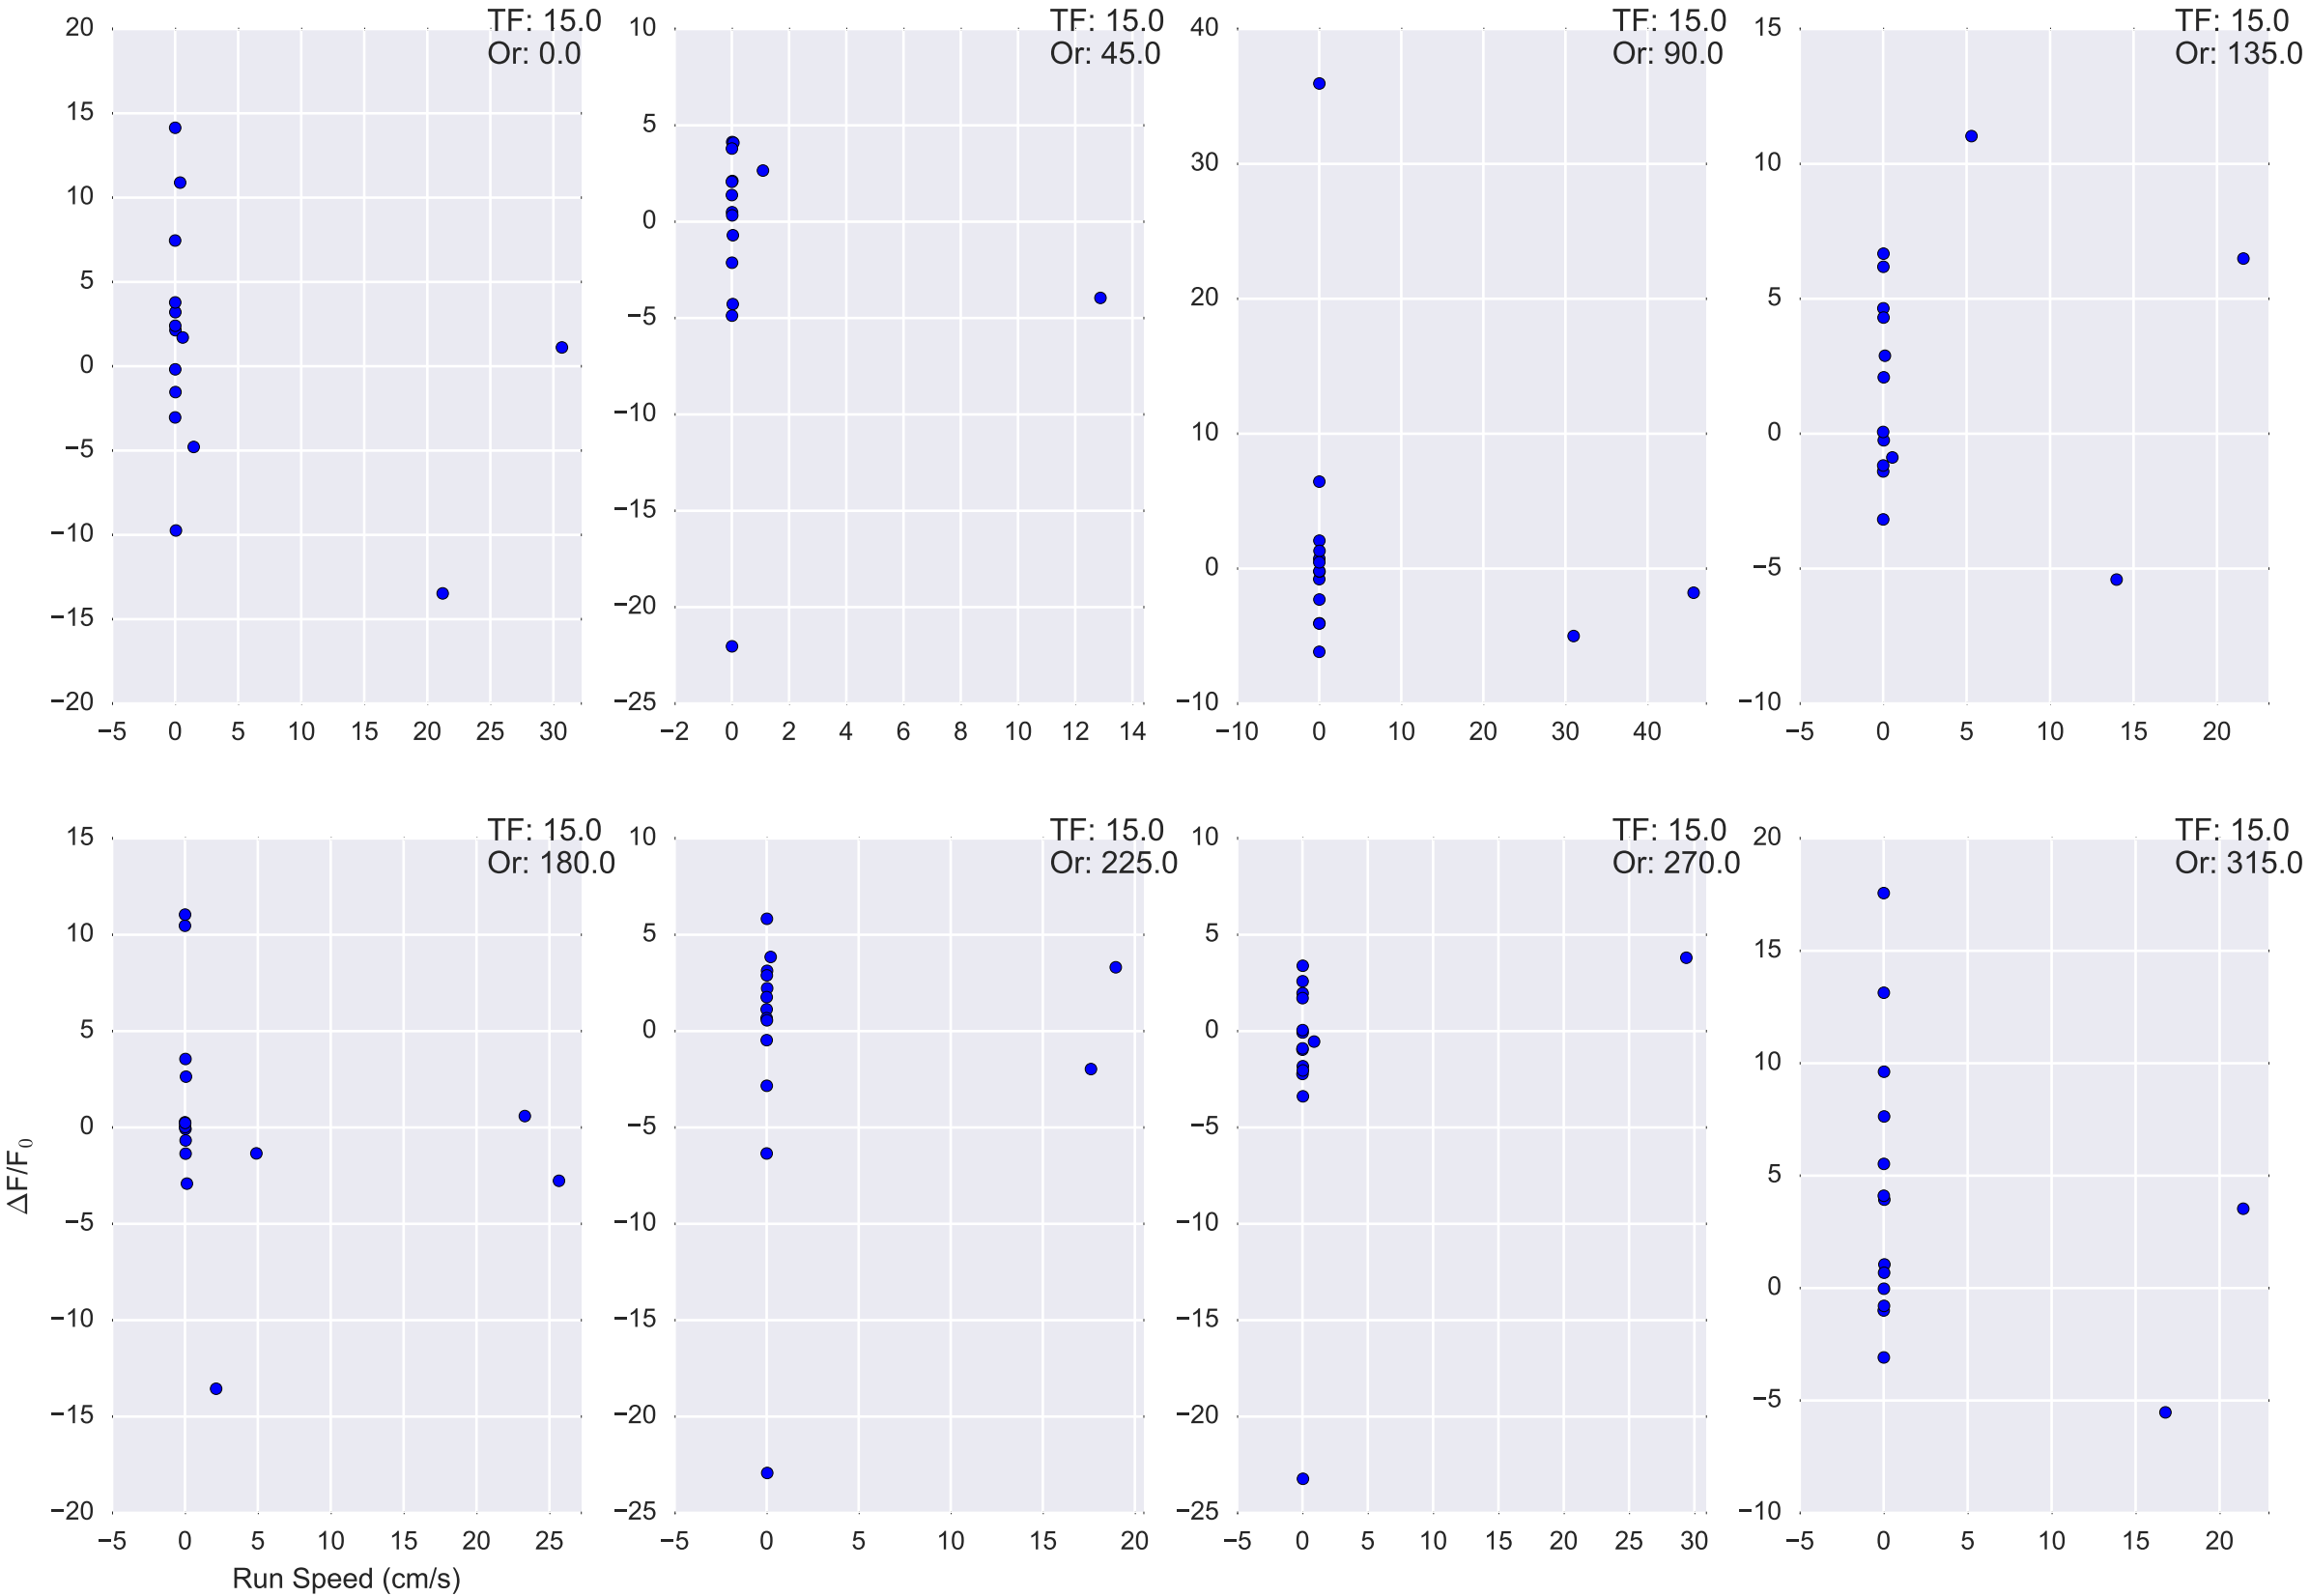 TF: 15.0
Or: 0.0
20
15
10
5
0
−5
−10
−15
−20
−5 0 5 10 15 20 25 30
TF: 15.0
Or: 45.0
10
5
0
−5
−10
−15
−20
−25
−2 0 2 4 6 8 10 12 14
TF: 15.0
Or: 90.0
40
30
20
10
0
−10
−10 0 10 20 30 40
TF: 15.0
Or: 135.0
15
10
5
0
−5
−10
−5 0 5 10 15 20
TF: 15.0
Or: 180.0
15
10
5
0
−5
−10
−15
−20
−5 0 5 10 15 20 25
ΔF/F₀
Run Speed (cm/s)
TF: 15.0
Or: 225.0
10
5
0
−5
−10
−15
−20
−25
−5 0 5 10 15 20
TF: 15.0
Or: 270.0
10
5
0
−5
−10
−15
−20
−25
−5 0 5 10 15 20 25 30
TF: 15.0
Or: 315.0
20
15
10
5
0
−5
−10
−5 0 5 10 15 20